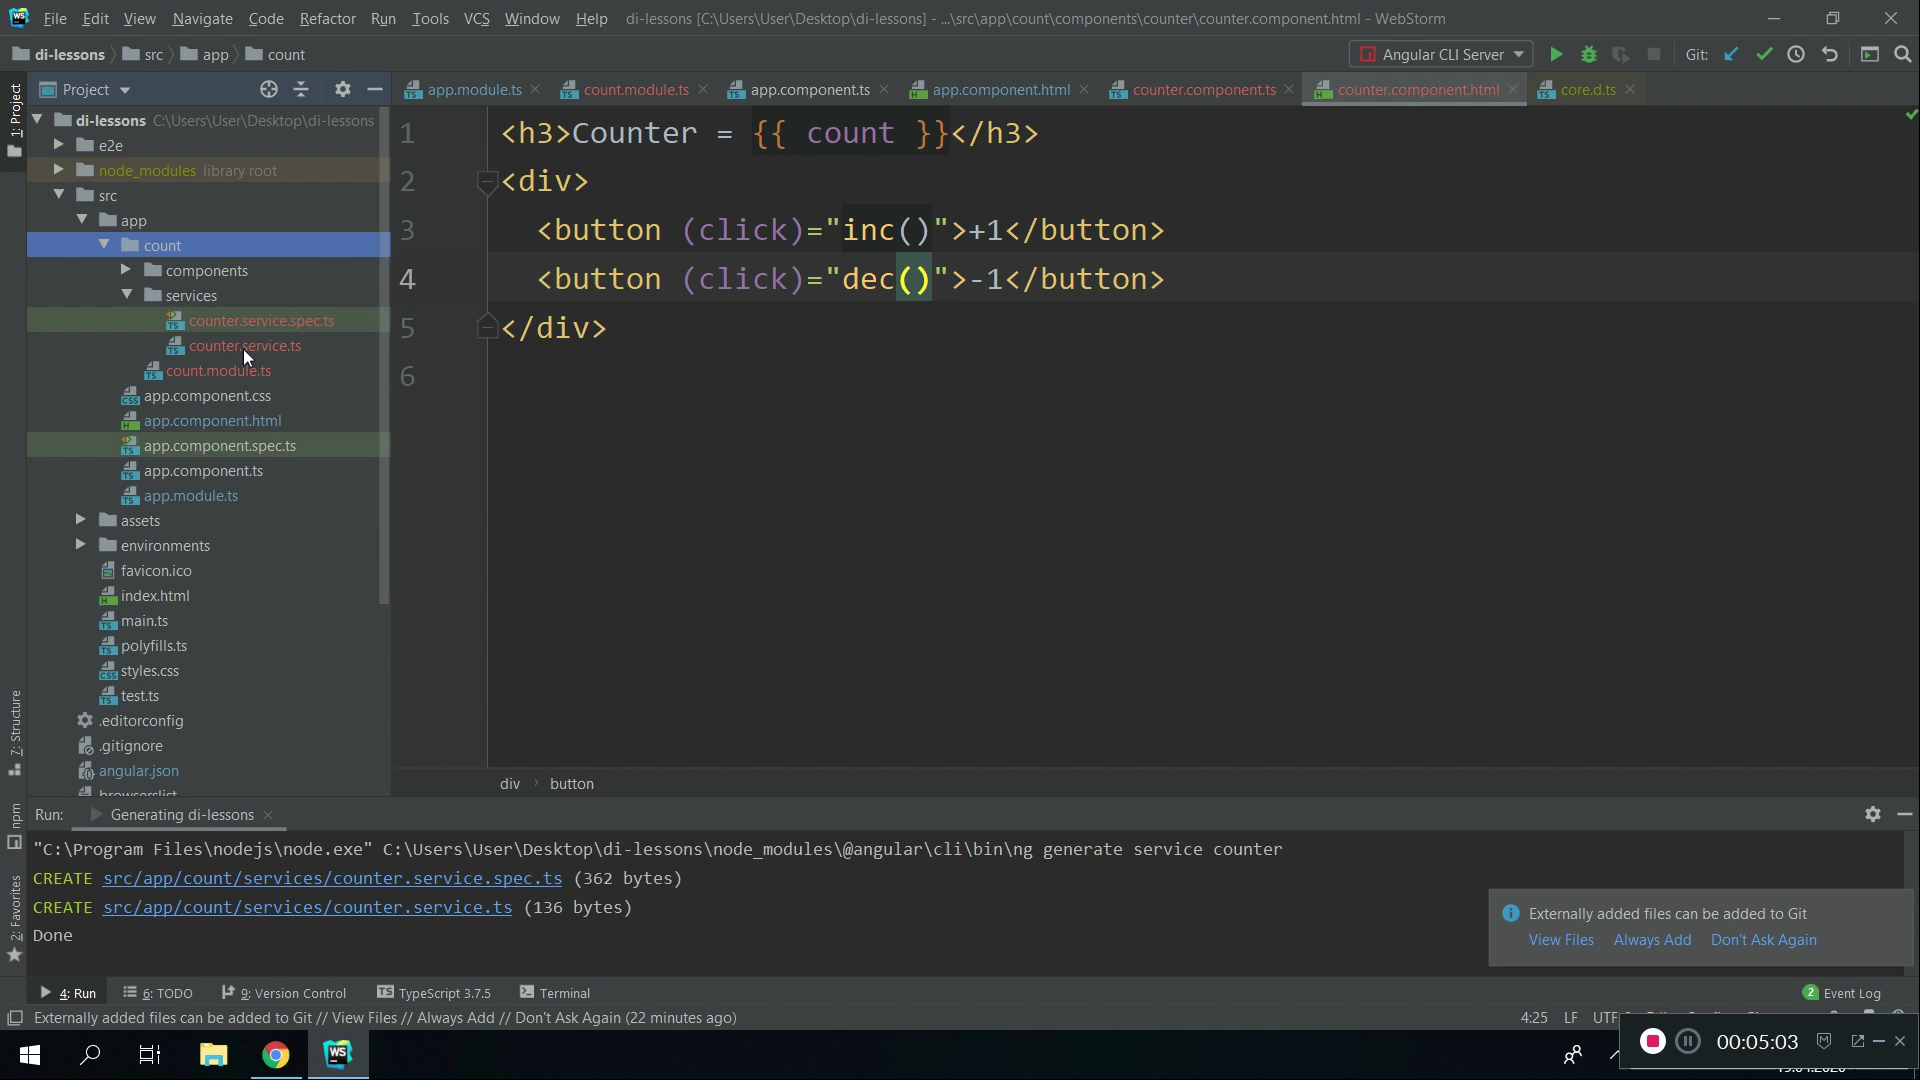 File Edit View Navigate Code Refactor Run Tools VCS Window Help di-lessons [C:\Users\User\Desktop\di-lessons] - ...\src\app\count\components\counter\counter.component.html - WebStorm
di-lessons src app count Angular CLI Server Git:
1: Project
Project
app.module.ts count.module.ts app.component.ts app.component.html counter.component.ts counter.component.html core.d.ts
di-lessons C:\Users\User\Desktop\di-lessons
e2e
node_modules library root
src
app
count
components
services
counter.service.spec.ts
counter.service.ts
count.module.ts
app.component.css
app.component.html
app.component.spec.ts
app.component.ts
app.module.ts
assets
environments
favicon.ico
index.html
main.ts
polyfills.ts
styles.css
test.ts
.editorconfig
.gitignore
angular.json
browserslist
1 <h3>Counter = {{ count }}</h3>
2 <div>
3 <button (click)="inc()">+1</button>
4 <button (click)="dec()">-1</button>
5 </div>
6
div button
7: Structure
npm
2: Favorites
Run: Generating di-lessons
"C:\Program Files\nodejs\node.exe" C:\Users\User\Desktop\di-lessons\node_modules\@angular\cli\bin\ng generate service counter
CREATE src/app/count/services/counter.service.spec.ts (362 bytes)
CREATE src/app/count/services/counter.service.ts (136 bytes)
Done
Externally added files can be added to Git
View Files Always Add Don't Ask Again
4: Run 6: TODO 9: Version Control TypeScript 3.7.5 Terminal 2 Event Log
Externally added files can be added to Git // View Files // Always Add // Don't Ask Again (22 minutes ago) 4:25 LF
WS
00:05:03